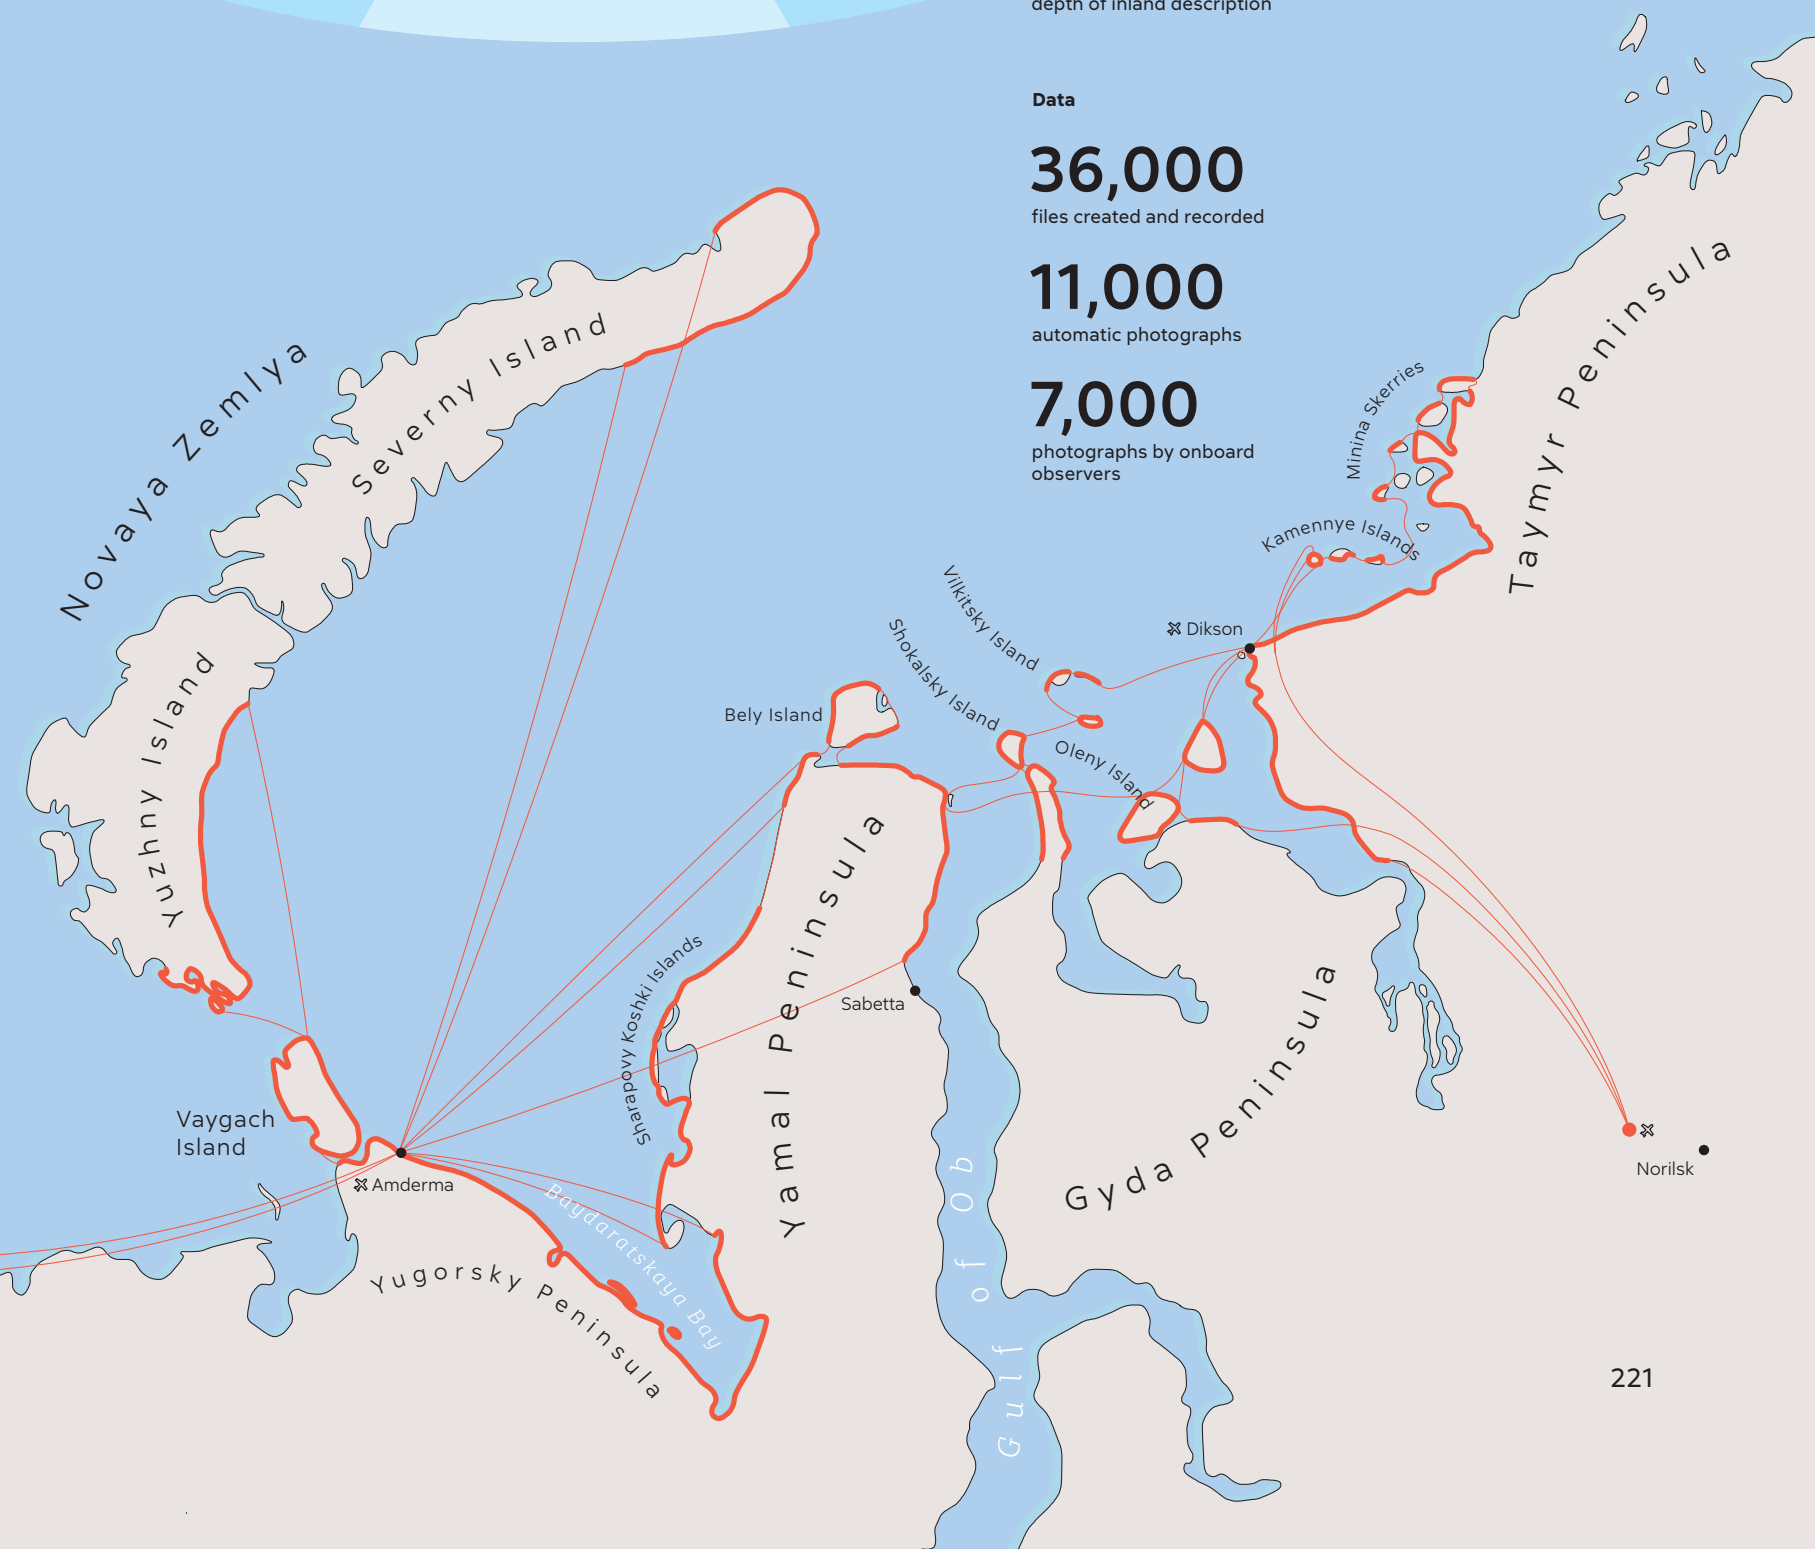 depth of inland description
Data
36,000
files created and recorded
11,000
automatic photographs
7,000
photographs by onboard
observers
Novaya Zemlya
Severny Island
Yuzhny Island
Taymyr Peninsula
Minina Skerries
Kamennye Islands
Dikson
Vilkitsky Island
Shokalsky Island
Oleny Island
Bely Island
Yamal Peninsula
Sharapovy Koshki Islands
Sabetta
Gyda Peninsula
Vaygach
Island
Amderma
Baydaratskaya Bay
Yugorsky Peninsula
Gulf of Ob
Norilsk
221